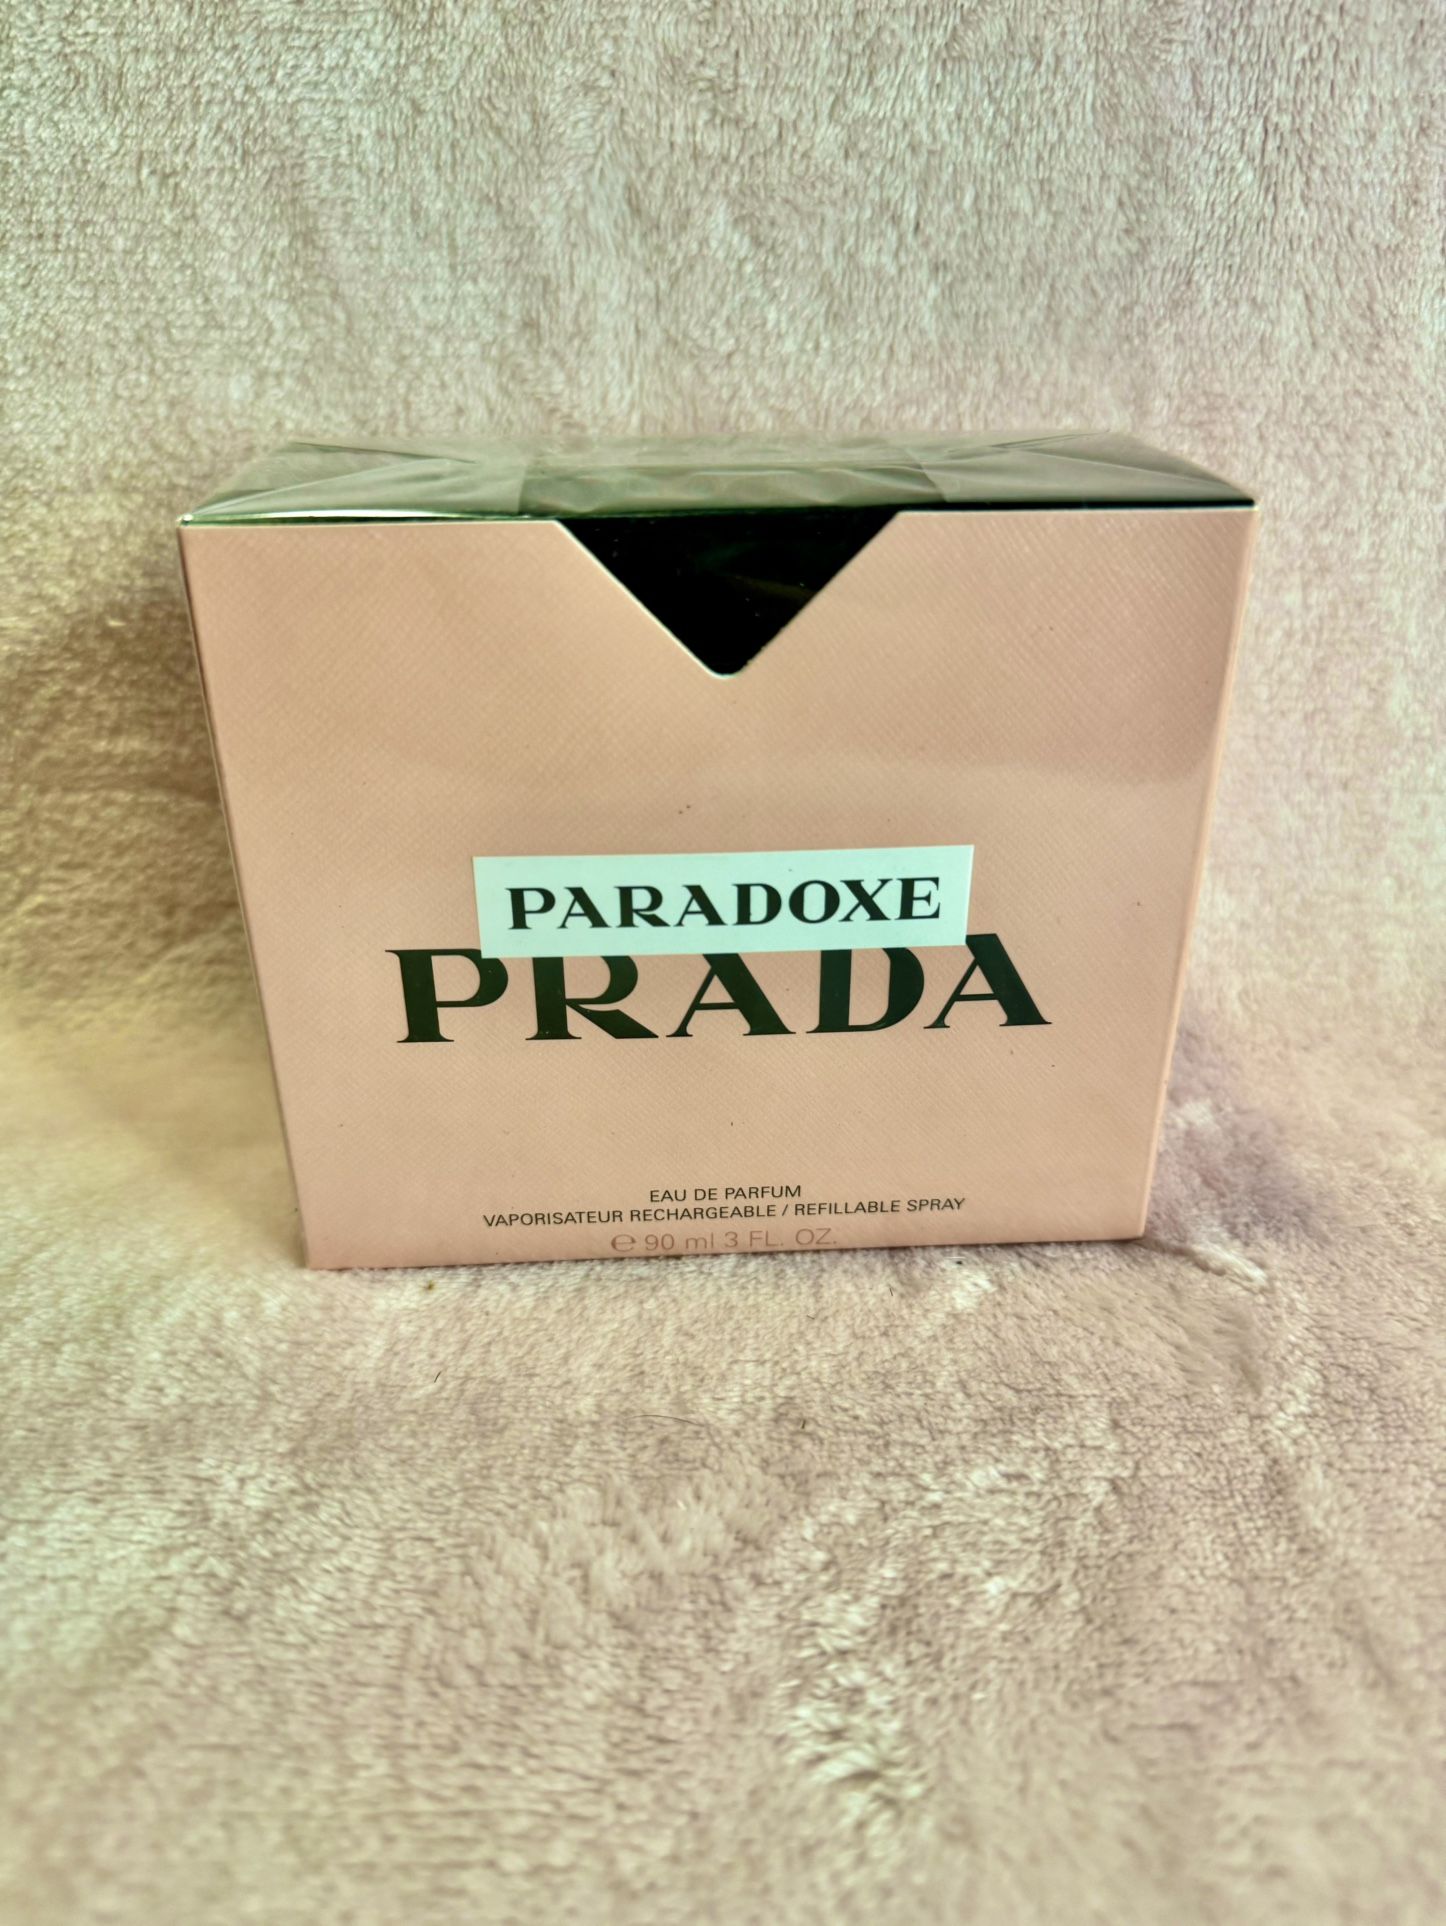 PARADOXE
PRADA
EAU DE PARFUM
VAPORISATEUR RECHARGEABLE / REFILLABLE SPRAY
℮ 90 ml 3 FL. OZ.